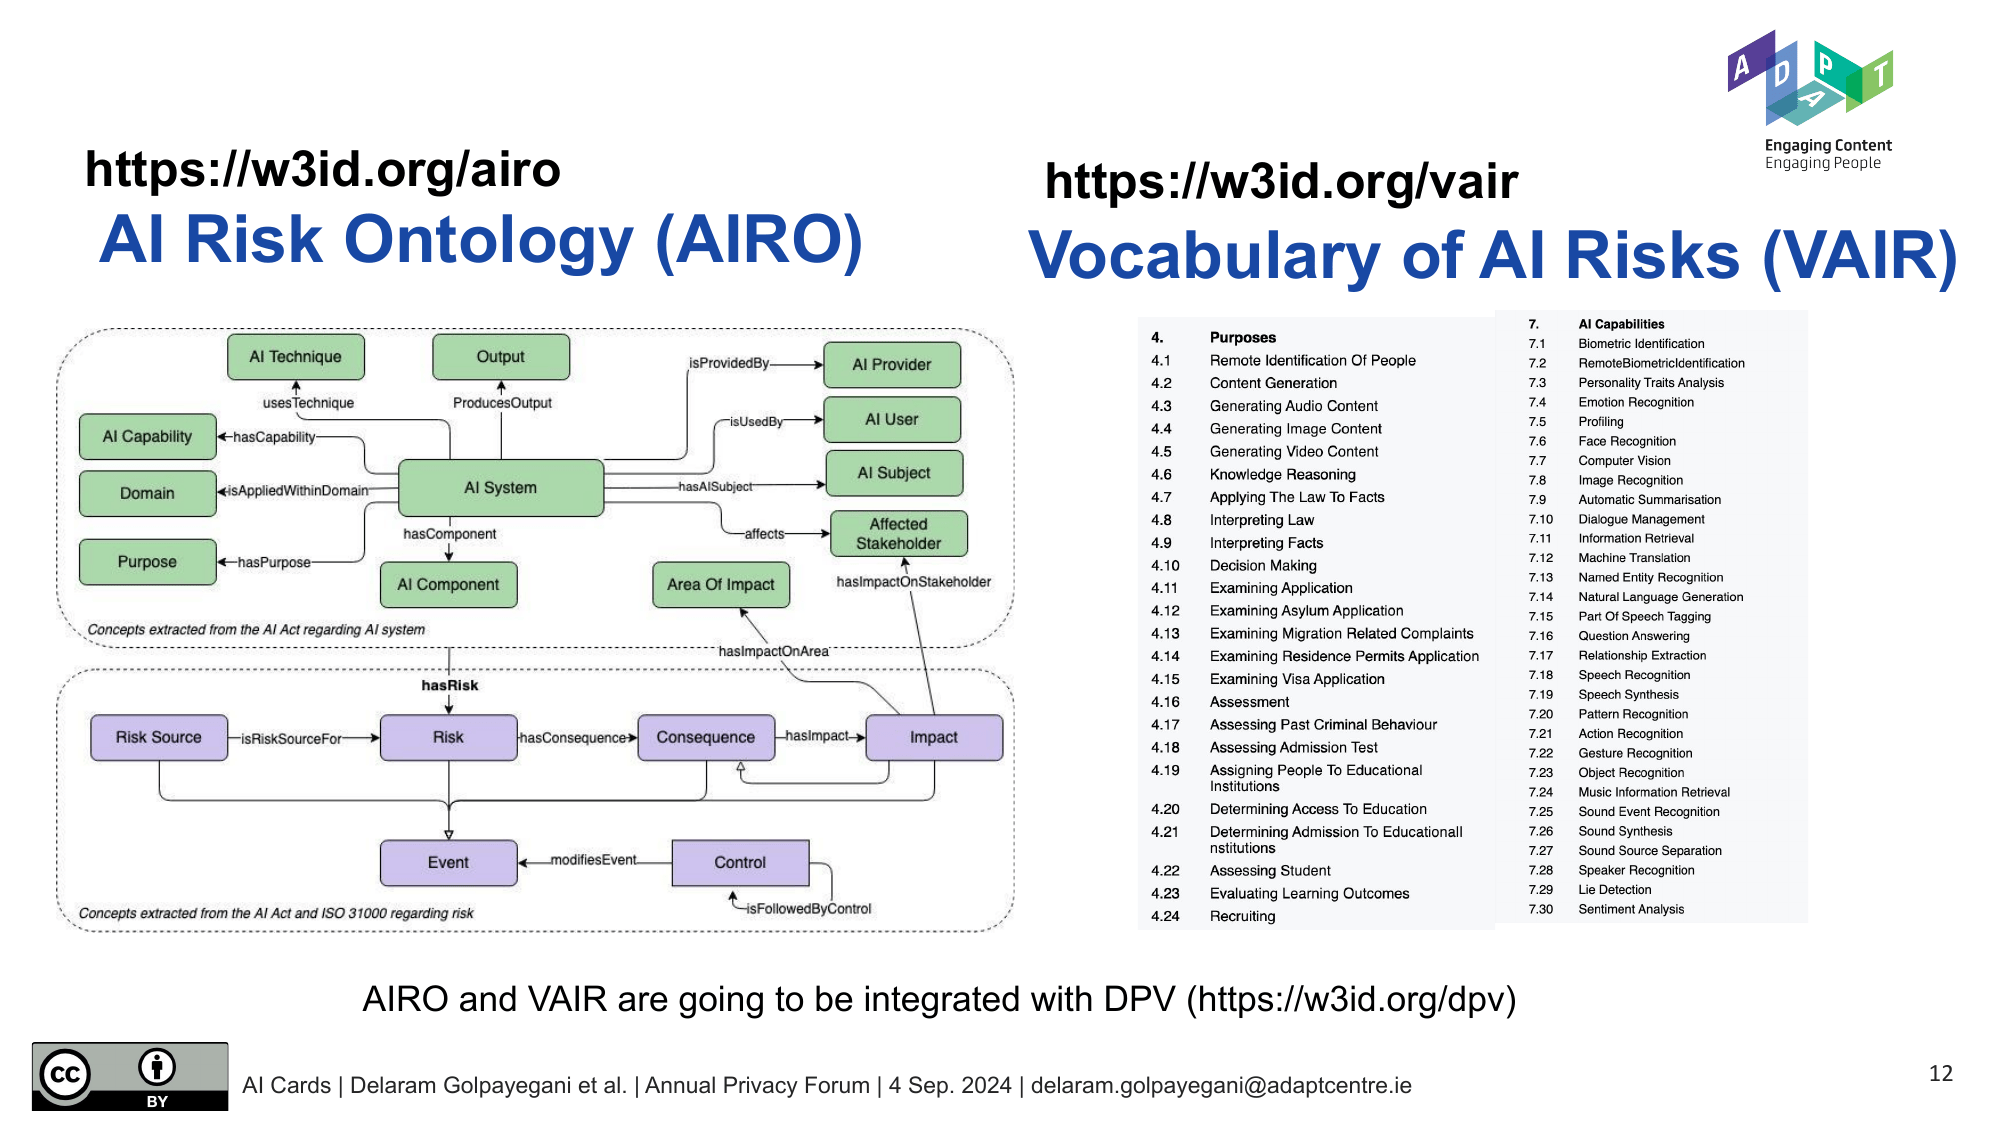 A D A P T
Engaging Content
Engaging People
https://w3id.org/airo
AI Risk Ontology (AIRO)
https://w3id.org/vair
Vocabulary of AI Risks (VAIR)
AI Technique
Output
isProvidedBy
AI Provider
usesTechnique
ProducesOutput
isUsedBy
AI User
AI Capability
hasCapability
AI System
hasAISubject
AI Subject
Domain
isAppliedWithinDomain
hasComponent
affects
Affected
Stakeholder
Purpose
hasPurpose
AI Component
Area Of Impact
hasImpactOnStakeholder
Concepts extracted from the AI Act regarding AI system
hasImpactOnArea
hasRisk
Risk Source
isRiskSourceFor
Risk
hasConsequence
Consequence
hasImpact
Impact
Event
modifiesEvent
Control
isFollowedByControl
Concepts extracted from the AI Act and ISO 31000 regarding risk
4. Purposes
4.1 Remote Identification Of People
4.2 Content Generation
4.3 Generating Audio Content
4.4 Generating Image Content
4.5 Generating Video Content
4.6 Knowledge Reasoning
4.7 Applying The Law To Facts
4.8 Interpreting Law
4.9 Interpreting Facts
4.10 Decision Making
4.11 Examining Application
4.12 Examining Asylum Application
4.13 Examining Migration Related Complaints
4.14 Examining Residence Permits Application
4.15 Examining Visa Application
4.16 Assessment
4.17 Assessing Past Criminal Behaviour
4.18 Assessing Admission Test
4.19 Assigning People To Educational
Institutions
4.20 Determining Access To Education
4.21 Determining Admission To Educationall
nstitutions
4.22 Assessing Student
4.23 Evaluating Learning Outcomes
4.24 Recruiting
7. AI Capabilities
7.1 Biometric Identification
7.2 RemoteBiometricIdentification
7.3 Personality Traits Analysis
7.4 Emotion Recognition
7.5 Profiling
7.6 Face Recognition
7.7 Computer Vision
7.8 Image Recognition
7.9 Automatic Summarisation
7.10 Dialogue Management
7.11 Information Retrieval
7.12 Machine Translation
7.13 Named Entity Recognition
7.14 Natural Language Generation
7.15 Part Of Speech Tagging
7.16 Question Answering
7.17 Relationship Extraction
7.18 Speech Recognition
7.19 Speech Synthesis
7.20 Pattern Recognition
7.21 Action Recognition
7.22 Gesture Recognition
7.23 Object Recognition
7.24 Music Information Retrieval
7.25 Sound Event Recognition
7.26 Sound Synthesis
7.27 Sound Source Separation
7.28 Speaker Recognition
7.29 Lie Detection
7.30 Sentiment Analysis
AIRO and VAIR are going to be integrated with DPV (https://w3id.org/dpv)
cc
BY
AI Cards | Delaram Golpayegani et al. | Annual Privacy Forum | 4 Sep. 2024 | delaram.golpayegani@adaptcentre.ie
12